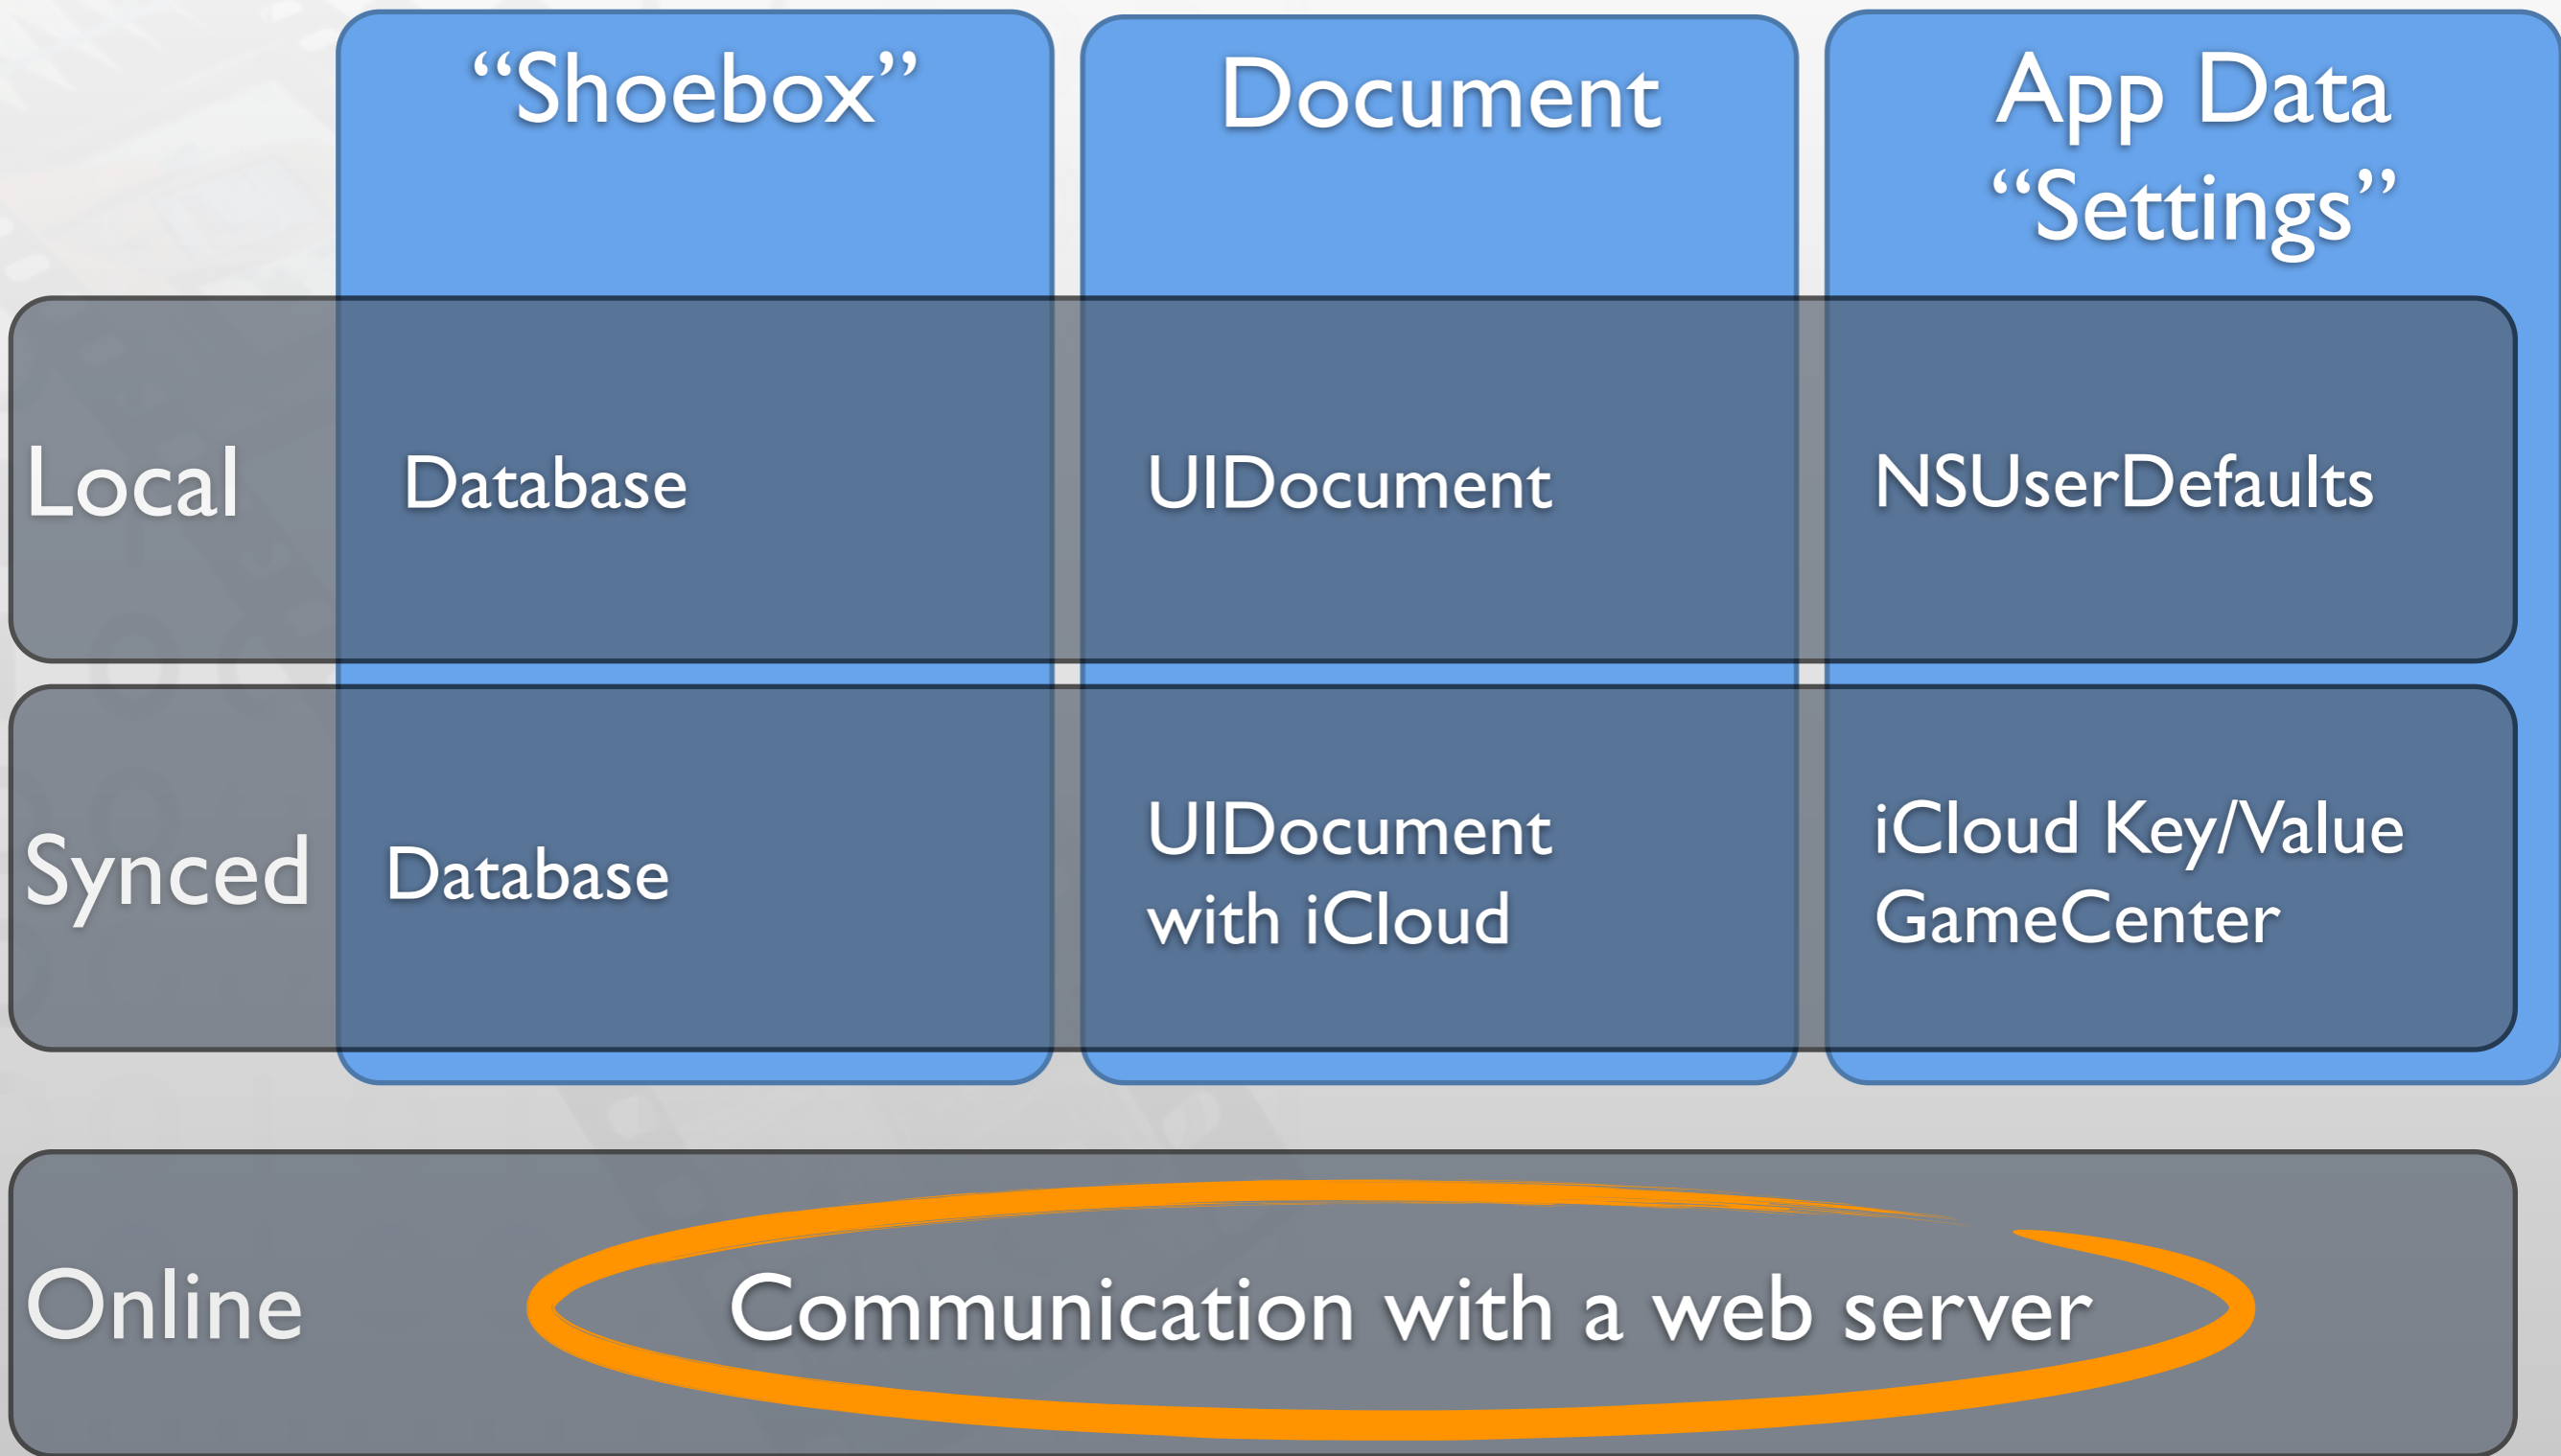 “Shoebox”
Document
App Data
“Settings”
Local
Database
UIDocument
NSUserDefaults
Synced
Database
UIDocument
with iCloud
iCloud Key/Value
GameCenter
Online
Communication with a web server